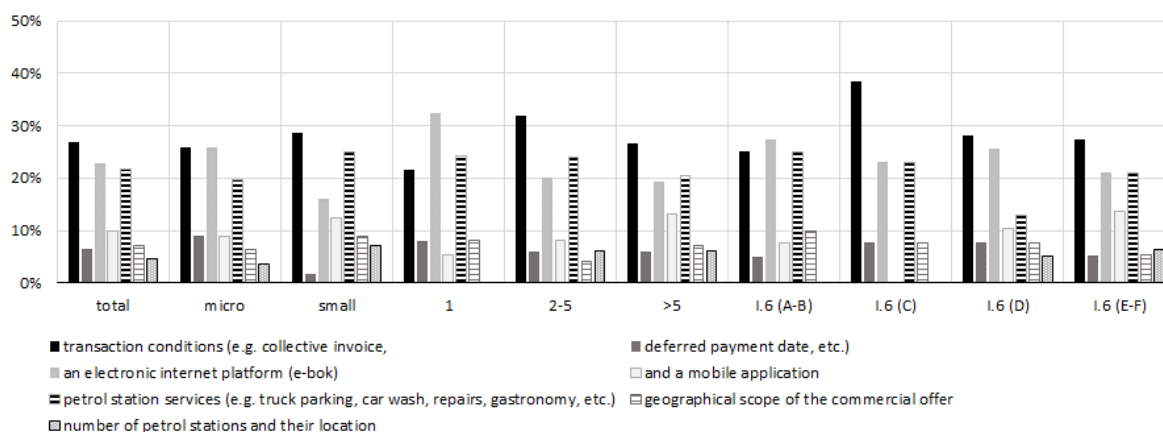 50%
40%
30%
20%
10%
0%
total micro small 1 2-5 >5 I.6 (A-B) I.6 (C) I.6 (D) I.6 (E-F)
transaction conditions (e.g. collective invoice, deferred payment date, etc.)
an electronic internet platform (e-bok) and a mobile application
petrol station services (e.g. truck parking, car wash, repairs, gastronomy, etc.) geographical scope of the commercial offer
number of petrol stations and their location